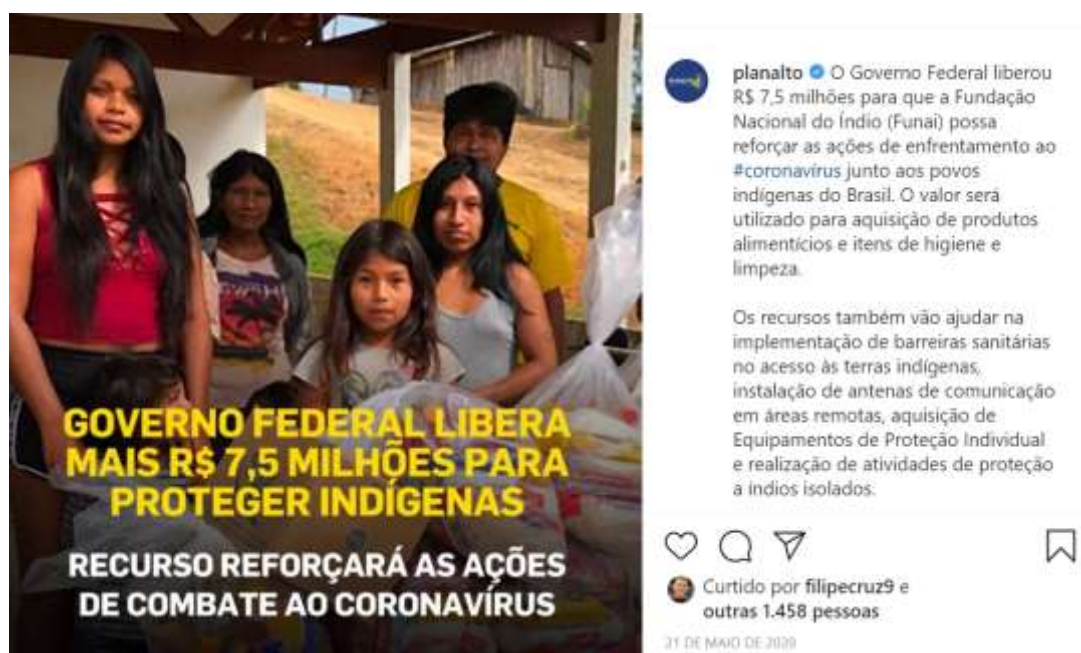 GOVERNO FEDERAL LIBERA
MAIS R$ 7,5 MILHÕES PARA
PROTEGER INDÍGENAS
RECURSO REFORÇARÁ AS AÇÕES
DE COMBATE AO CORONAVÍRUS
planalto O Governo Federal liberou
R$ 7,5 milhões para que a Fundação
Nacional do Índio (Funai) possa
reforçar as ações de enfrentamento ao
#coronavírus junto aos povos
indígenas do Brasil. O valor será
utilizado para aquisição de produtos
alimentícios e itens de higiene e
limpeza.
Os recursos também vão ajudar na
implementação de barreiras sanitárias
no acesso às terras indígenas,
instalação de antenas de comunicação
em áreas remotas, aquisição de
Equipamentos de Proteção Individual
e realização de atividades de proteção
a índios isolados.
Curtido por filipecruz9 e
outras 1.458 pessoas
21 DE MAIO DE 2020